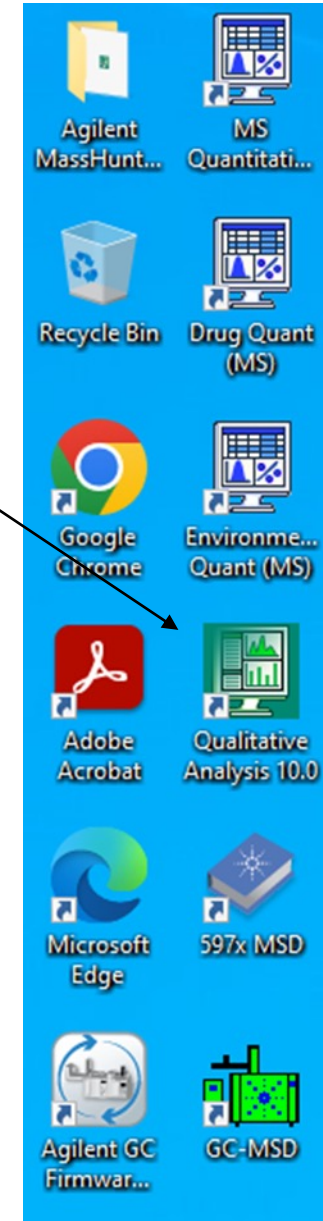 Agilent
MassHunt...
MS
Quantitati...
Recycle Bin
Drug Quant
(MS)
Google
Chrome
Environme...
Quant (MS)
Adobe
Acrobat
Qualitative
Analysis 10.0
Microsoft
Edge
597x MSD
Agilent GC
Firmwar...
GC-MSD